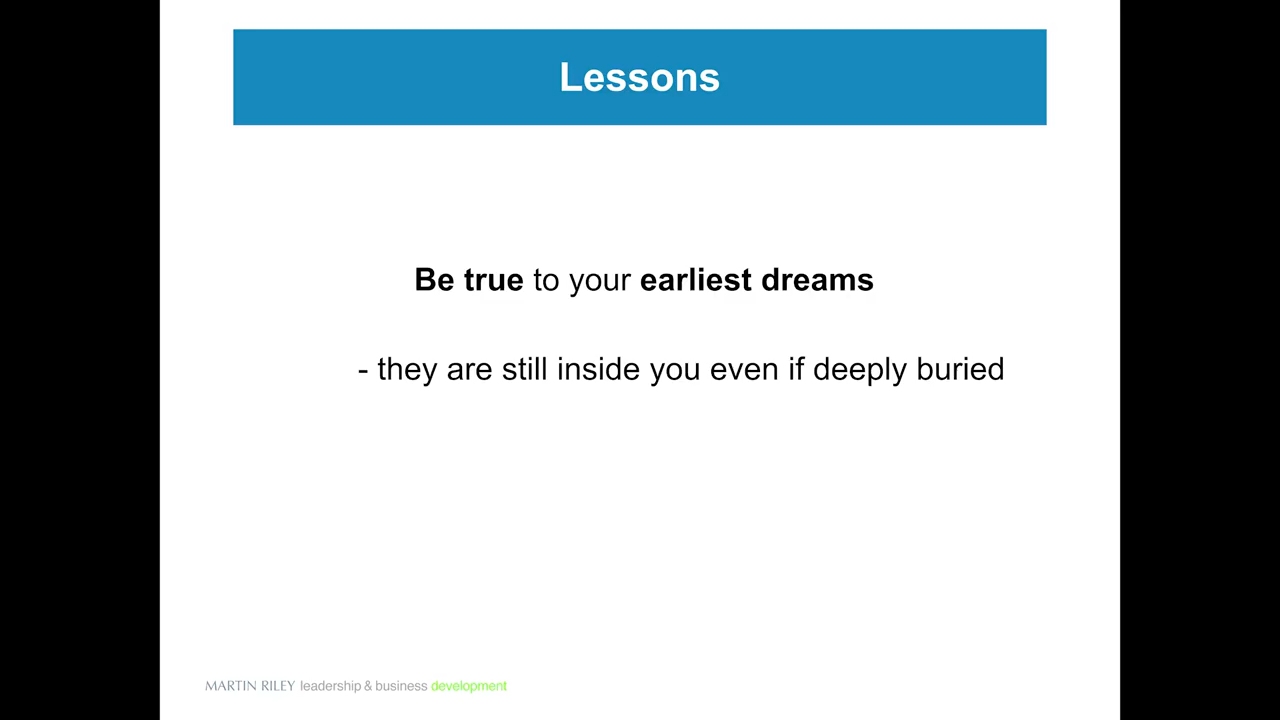 Lessons
Be true to your earliest dreams
- they are still inside you even if deeply buried
MARTIN RILEY leadership & business development